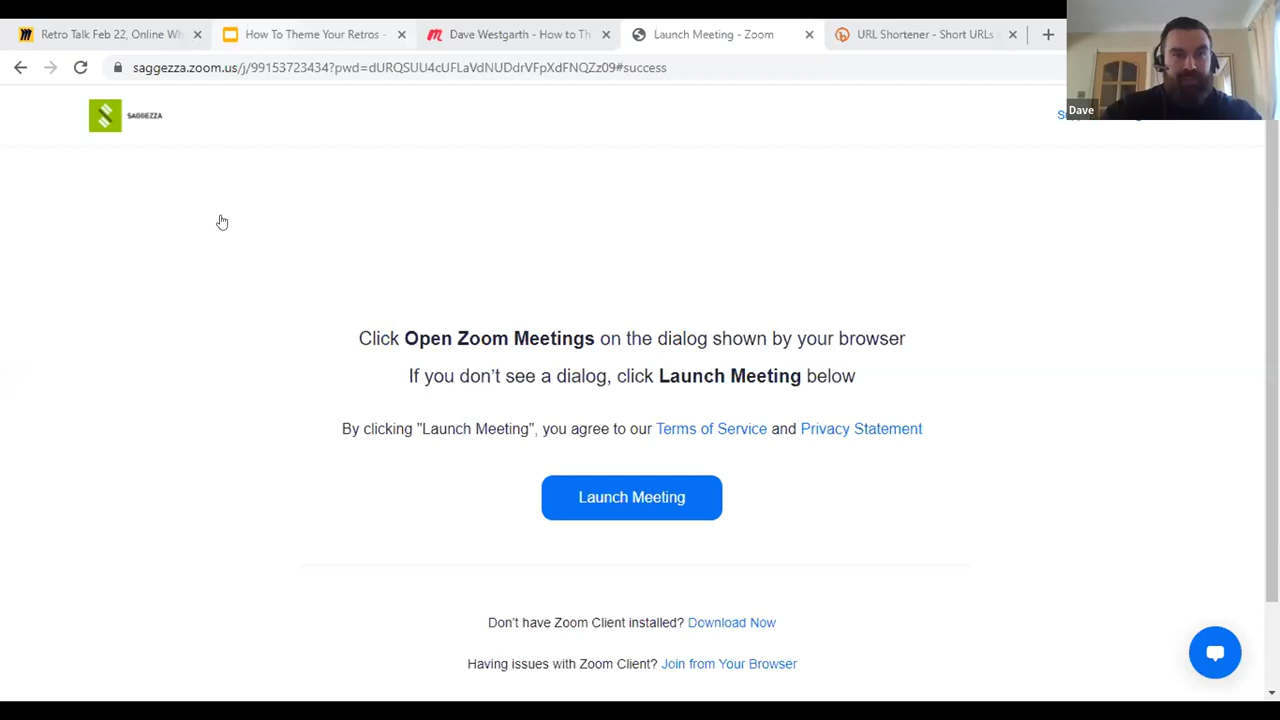 Retro Talk Feb 22, Online Wh
How To Theme Your Retros -
Dave Westgarth - How to Th
Launch Meeting - Zoom
URL Shortener - Short URLs
saggezza.zoom.us/j/99153723434?pwd=dURQSUU4cUFLaVdNUDdrVFpXdFNQZz09#success
Dave
SAGGEZZA
Click Open Zoom Meetings on the dialog shown by your browser
If you don't see a dialog, click Launch Meeting below
By clicking "Launch Meeting", you agree to our Terms of Service and Privacy Statement
Launch Meeting
Don't have Zoom Client installed? Download Now
Having issues with Zoom Client? Join from Your Browser